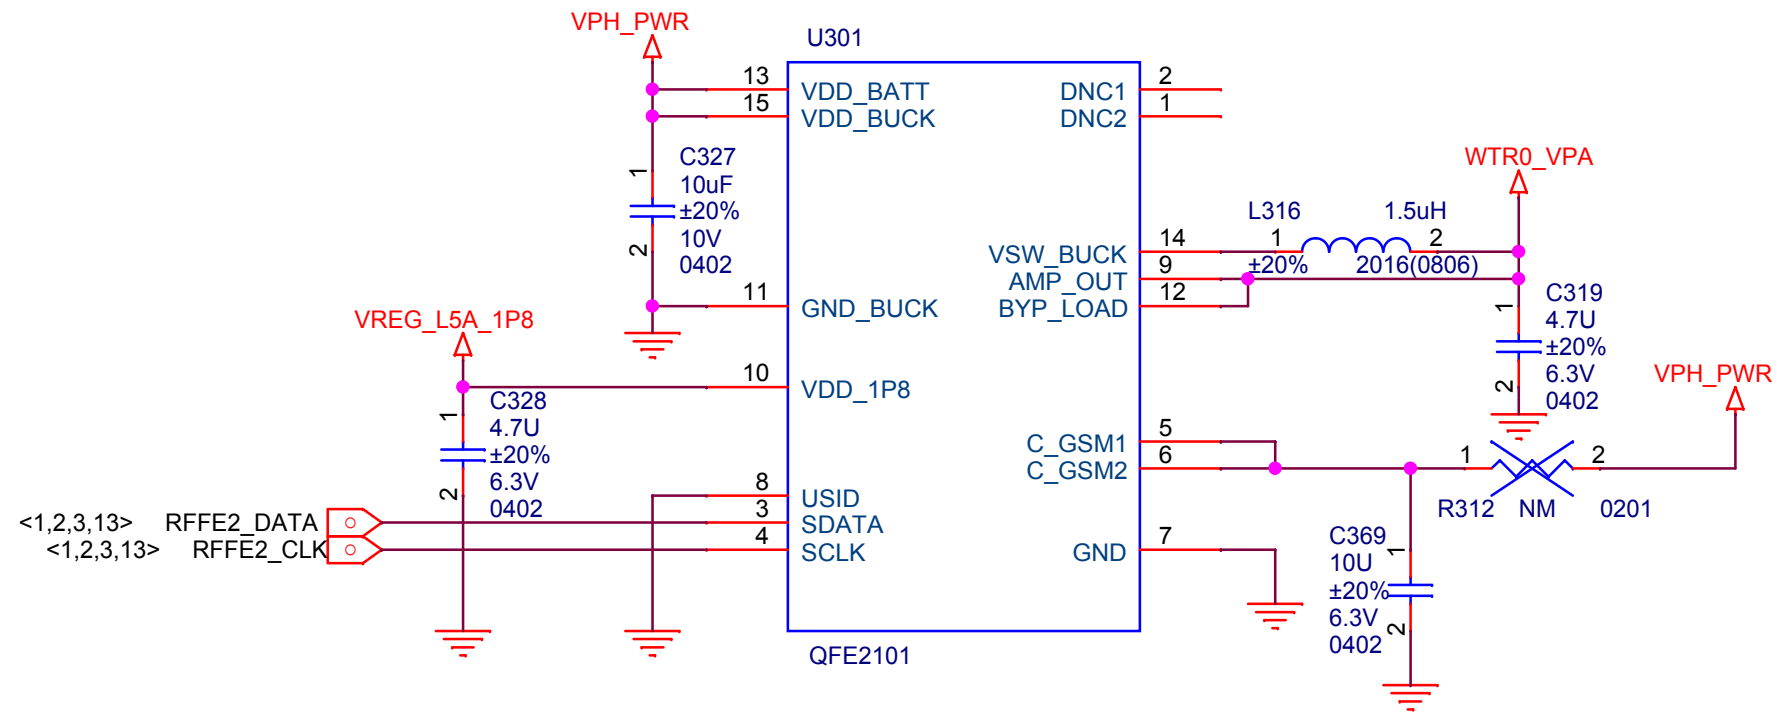 VPH_PWR
U301
13
VDD_BATT
15
VDD_BUCK
DNC1
2
DNC2
1
C327
10uF
±20%
10V
0402
1
2
WTR0_VPA
L316
1.5uH
VSW_BUCK
14
1
2
±20%
2016(0806)
AMP_OUT
9
BYP_LOAD
12
11
GND_BUCK
C319
4.7U
±20%
6.3V
0402
1
2
VREG_L5A_1P8
10
VDD_1P8
C328
4.7U
±20%
6.3V
0402
1
2
VPH_PWR
C_GSM1
5
C_GSM2
6
1
2
R312
NM
0201
8
USID
<1,2,3,13>
RFFE2_DATA
3
SDATA
<1,2,3,13>
RFFE2_CLK
4
SCLK
GND
7
C369
10U
±20%
6.3V
0402
1
2
QFE2101